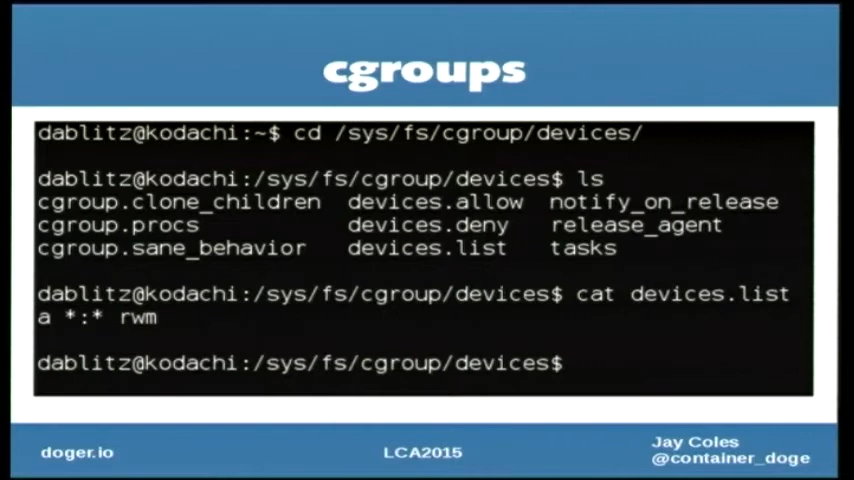 cgroups
dablitz@kodachi:~$ cd /sys/fs/cgroup/devices/
dablitz@kodachi:/sys/fs/cgroup/devices$ ls
cgroup.clone_children devices.allow notify_on_release
cgroup.procs devices.deny release_agent
cgroup.sane_behavior devices.list tasks
dablitz@kodachi:/sys/fs/cgroup/devices$ cat devices.list
a *:* rwm
dablitz@kodachi:/sys/fs/cgroup/devices$
doger.io LCA2015 Jay Coles
@container_doge